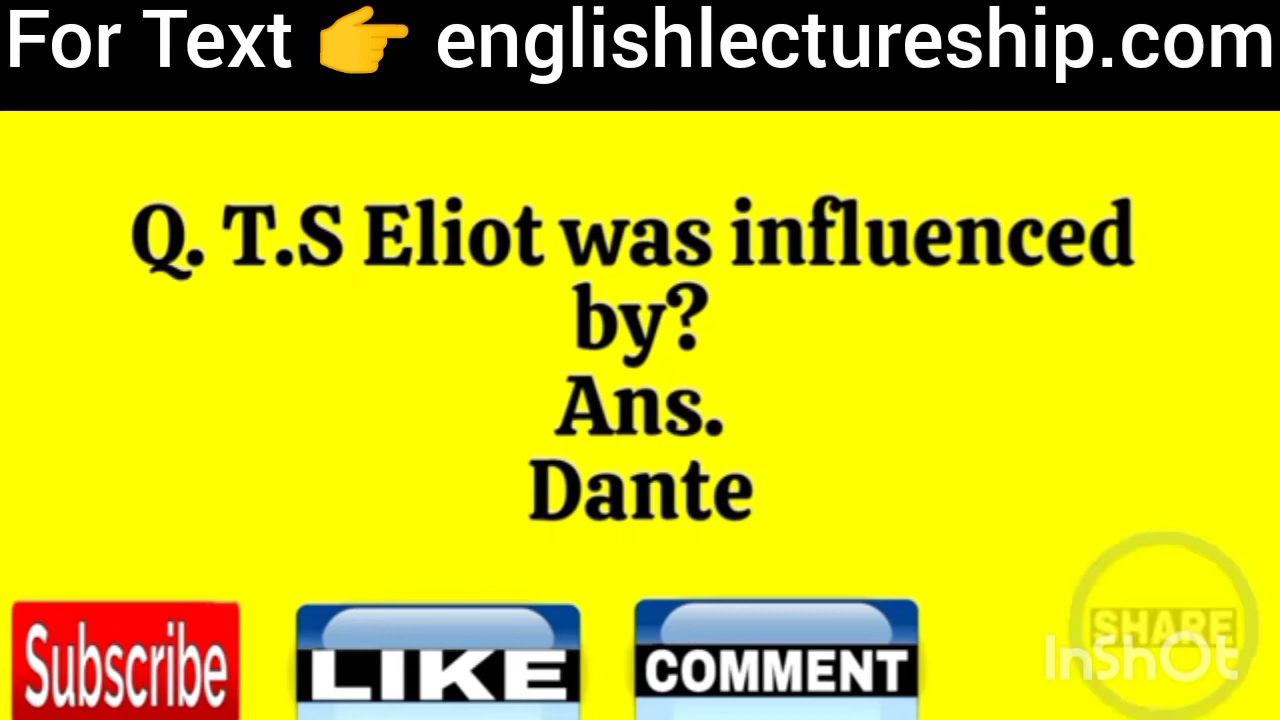 For Text 👉 englishlectureship.com
Q. T.S Eliot was influenced
by?
Ans.
Dante
Subscribe
LIKE
COMMENT
SHARE
InShOt